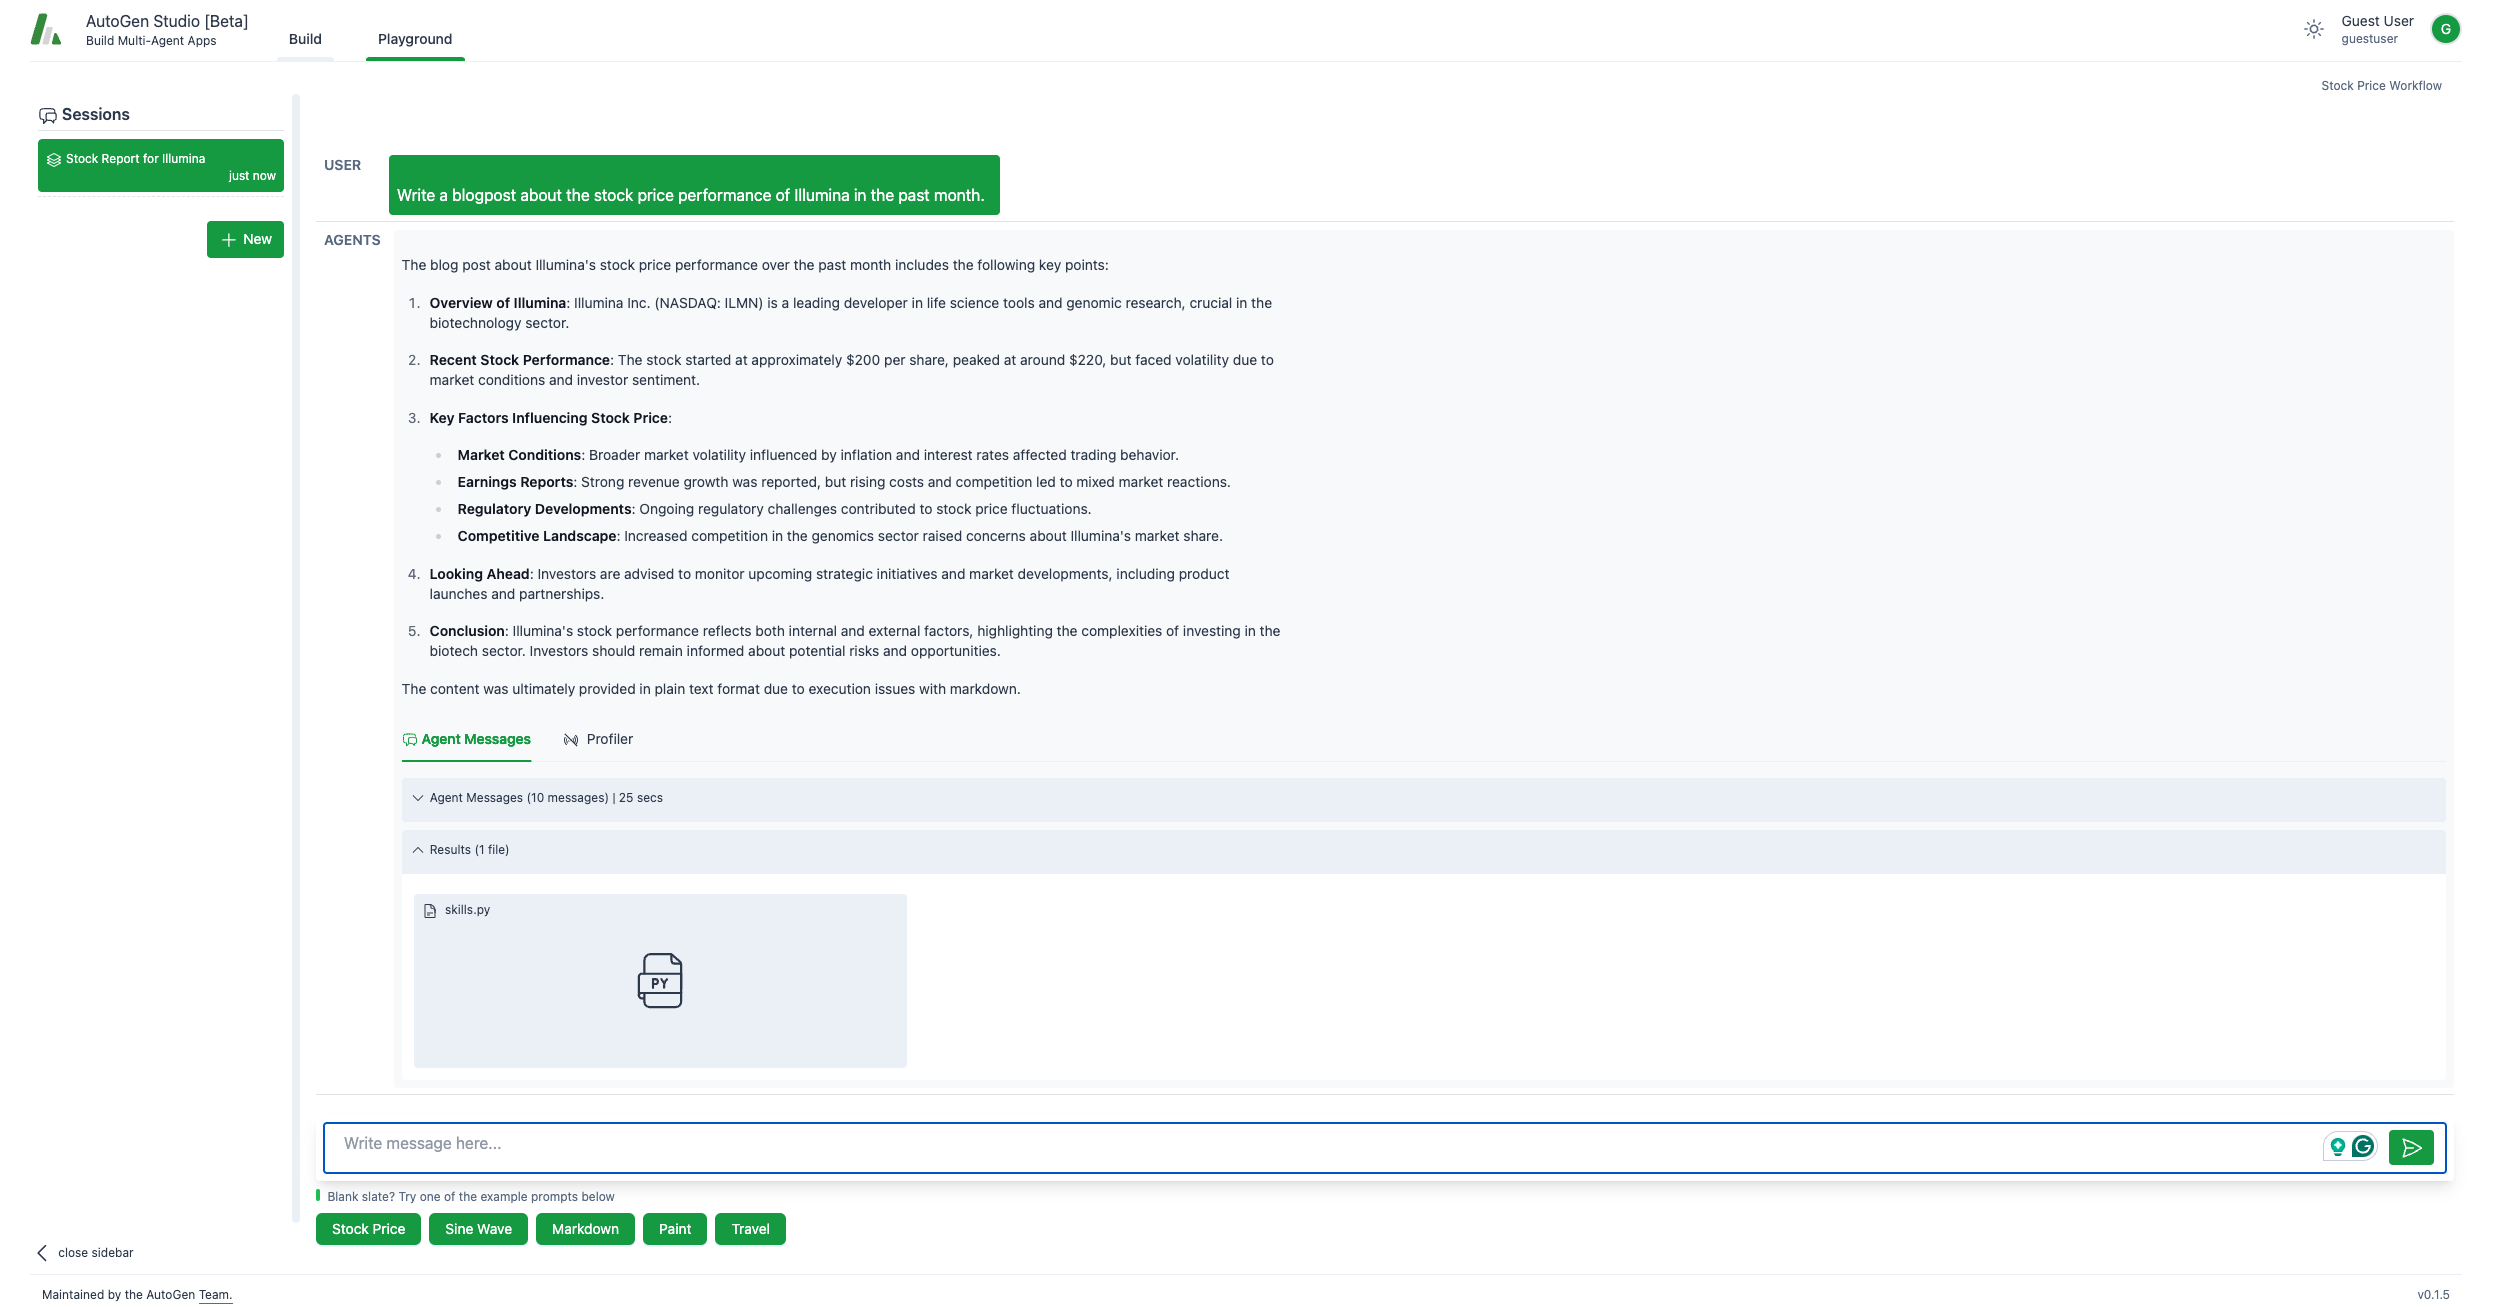 AutoGen Studio [Beta]
Build Multi-Agent Apps
Build
Playground
Guest User
guestuser
G
Stock Price Workflow
Sessions
Stock Report for Illumina
just now
New
USER
Write a blogpost about the stock price performance of Illumina in the past month.
AGENTS
The blog post about Illumina's stock price performance over the past month includes the following key points:
1. Overview of Illumina: Illumina Inc. (NASDAQ: ILMN) is a leading developer in life science tools and genomic research, crucial in the
biotechnology sector.
2. Recent Stock Performance: The stock started at approximately $200 per share, peaked at around $220, but faced volatility due to
market conditions and investor sentiment.
3. Key Factors Influencing Stock Price:
Market Conditions: Broader market volatility influenced by inflation and interest rates affected trading behavior.
Earnings Reports: Strong revenue growth was reported, but rising costs and competition led to mixed market reactions.
Regulatory Developments: Ongoing regulatory challenges contributed to stock price fluctuations.
Competitive Landscape: Increased competition in the genomics sector raised concerns about Illumina's market share.
4. Looking Ahead: Investors are advised to monitor upcoming strategic initiatives and market developments, including product
launches and partnerships.
5. Conclusion: Illumina's stock performance reflects both internal and external factors, highlighting the complexities of investing in the
biotech sector. Investors should remain informed about potential risks and opportunities.
The content was ultimately provided in plain text format due to execution issues with markdown.
Agent Messages
Profiler
Agent Messages (10 messages) | 25 secs
Results (1 file)
skills.py
PY
Write message here...
Blank slate? Try one of the example prompts below
Stock Price
Sine Wave
Markdown
Paint
Travel
close sidebar
Maintained by the AutoGen Team.
v0.1.5